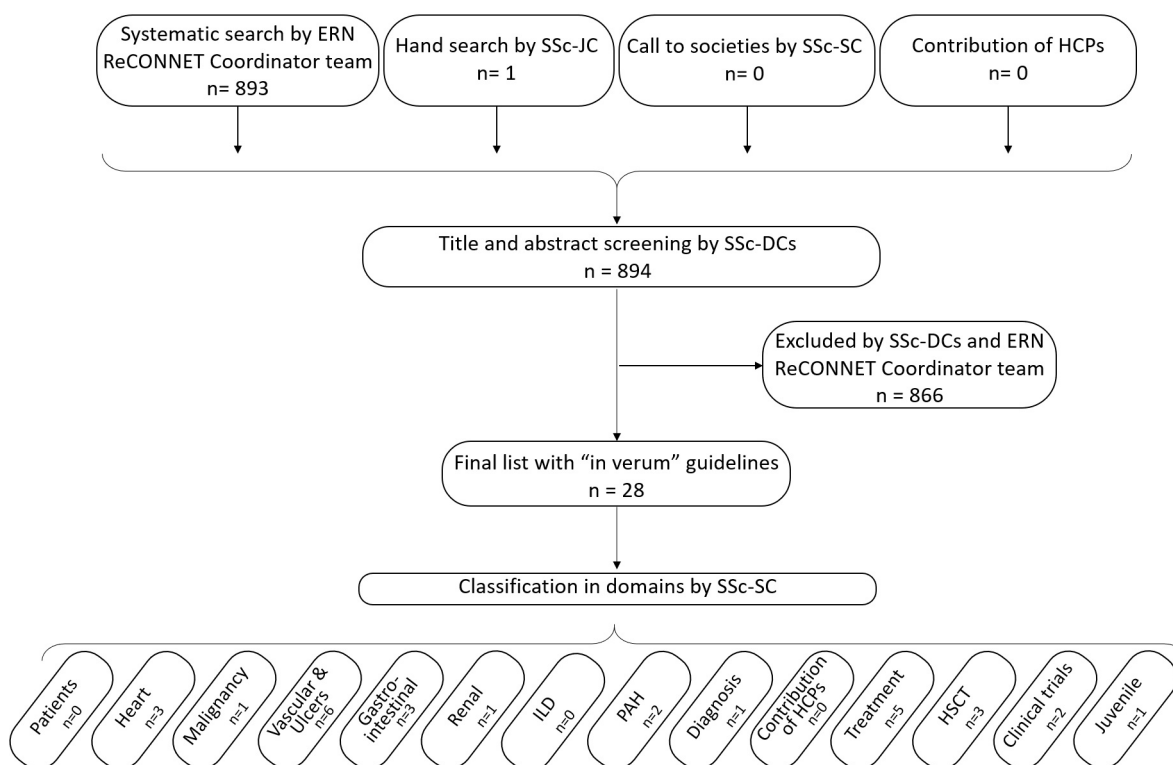 Systematic search by ERN
ReCONNET Coordinator team
n= 893
Hand search by SSc-JC
n= 1
Call to societies by SSc-SC
n= 0
Contribution of HCPs
n= 0
Title and abstract screening by SSc-DCs
n = 894
Excluded by SSc-DCs and ERN
ReCONNET Coordinator team
n = 866
Final list with “in verum” guidelines
n = 28
Classification in domains by SSc-SC
Patients
n=0
Heart
n=3
Malignancy
n=1
Vascular &
Ulcers
n=6
Gastro-
intestinal
n=3
Renal
n=1
ILD
n=0
PAH
n=2
Diagnosis
n=1
Contribution
of HCPs
n=0
Treatment
n=5
HSCT
n=3
Clinical trials
n=2
Juvenile
n=1